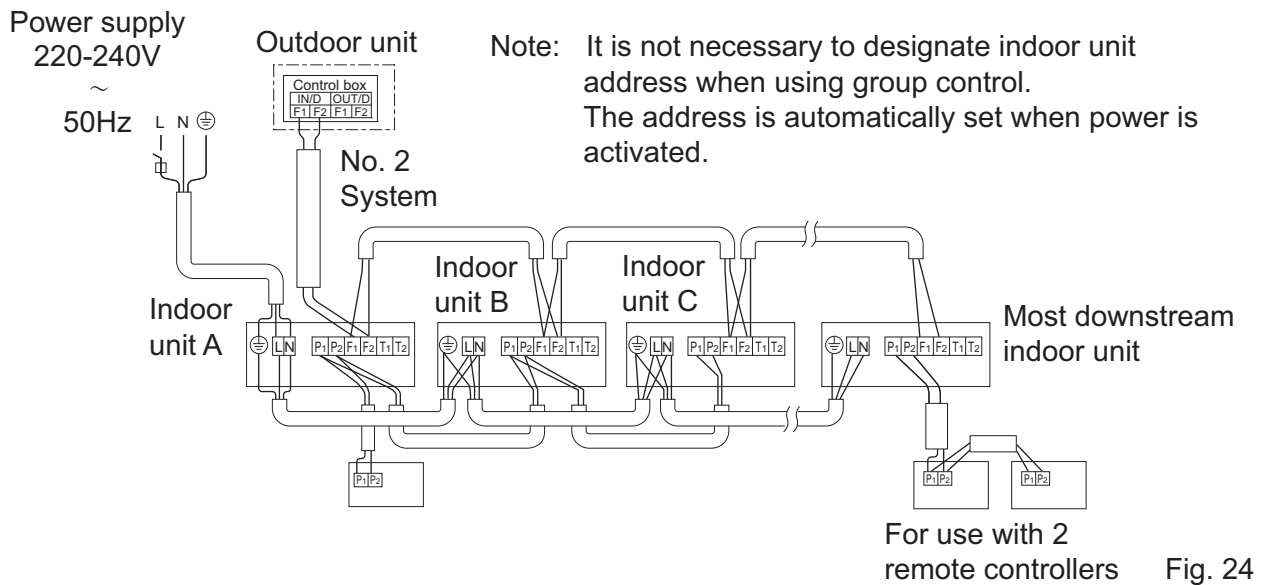 Power supply
220-240V
~
50Hz
L N
Outdoor unit
Control box
IN/D OUT/D
F1 F2 F1 F2
No. 2
System
Note: It is not necessary to designate indoor unit
address when using group control.
The address is automatically set when power is
activated.
Indoor
unit A
Indoor
unit B
Indoor
unit C
Most downstream
indoor unit
L N P1 P2 F1 F2 T1 T2
L N P1 P2 F1 F2 T1 T2
L N P1 P2 F1 F2 T1 T2
L N P1 P2 F1 F2 T1 T2
P1 P2
P1 P2
P1 P2
For use with 2
remote controllers
Fig. 24